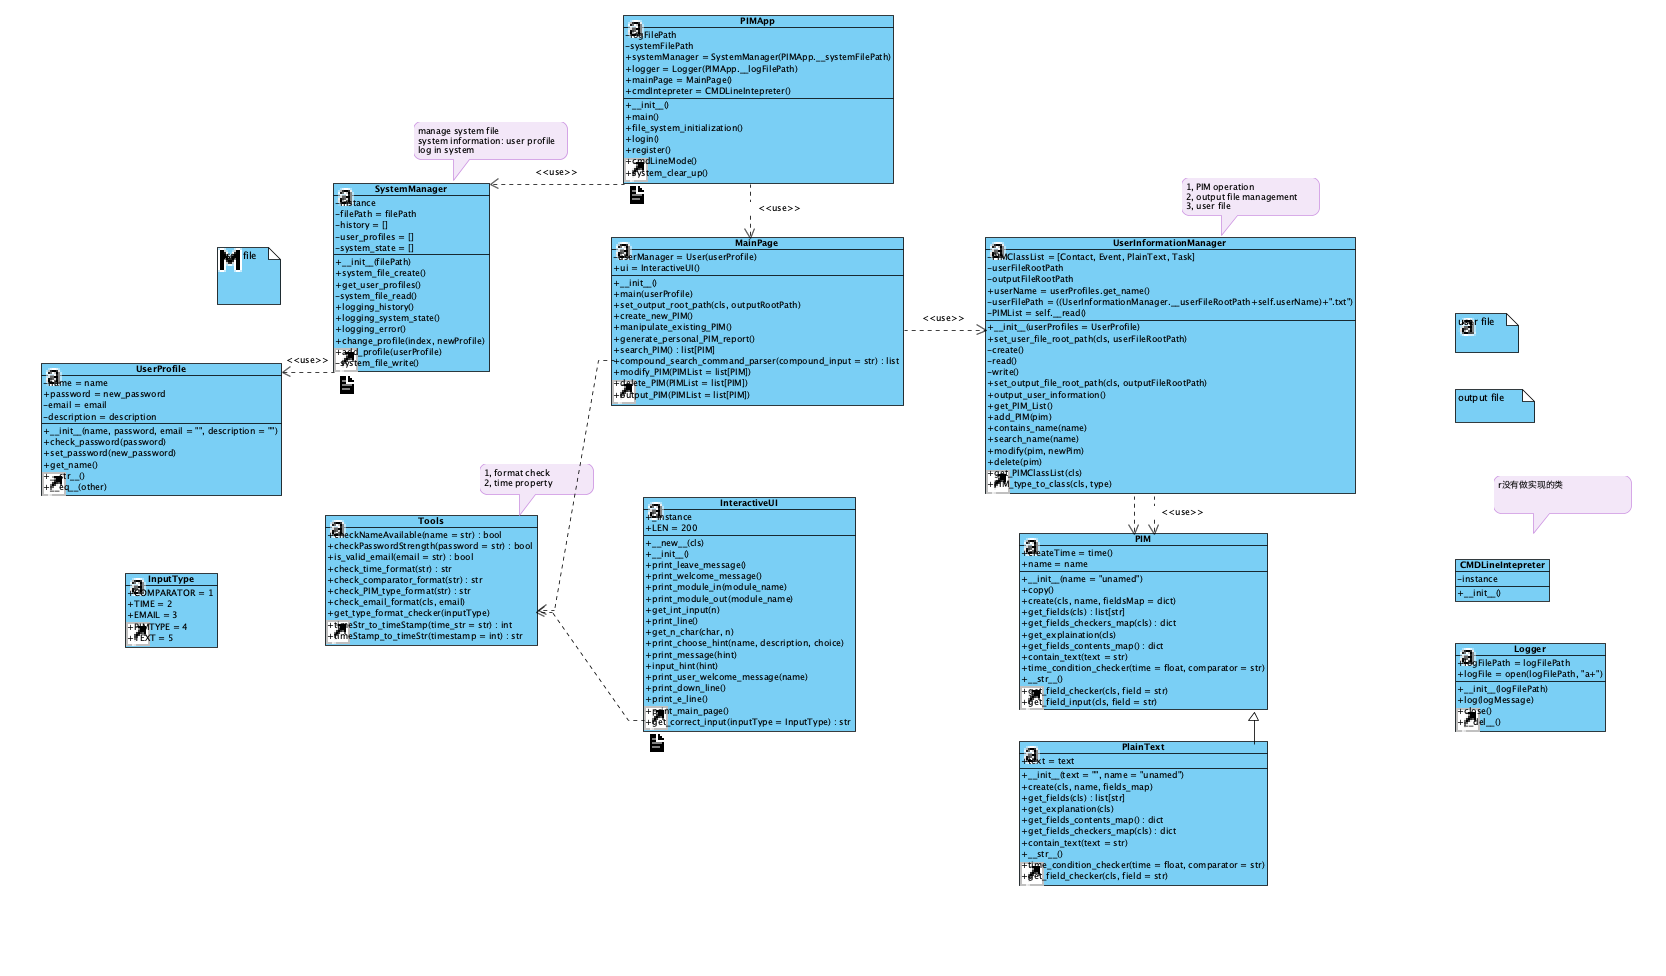 PIMApp
-logFilePath
-systemFilePath
+systemManager = SystemManager(PIMApp.__systemFilePath)
+logger = Logger(PIMApp.__logFilePath)
+mainPage = MainPage()
+cmdIntepreter = CMDLineIntepreter()
+__init__()
+main()
+file_system_initialization()
+login()
+register()
+cmdLineMode()
+system_clear_up()
manage system file
system information: user profile
log in system
<<use>>
<<use>>
SystemManager
-instance
-filePath = filePath
-history = []
-user_profiles = []
-system_state = []
+__init__(filePath)
+system_file_create()
+get_user_profiles()
-system_file_read()
+logging_history()
+logging_system_state()
+logging_error()
+change_profile(index, newProfile)
+add_profile(userProfile)
-system_file_write()
file
<<use>>
UserProfile
-name = name
+password = new_password
-email = email
-description = description
+__init__(name, password, email = "", description = "")
+check_password(password)
+set_password(new_password)
+get_name()
+__str__()
+__eq__(other)
MainPage
-userManager = User(userProfile)
+ui = InteractiveUI()
+__init__()
+main(userProfile)
+set_output_root_path(cls, outputRootPath)
+create_new_PIM()
+manipulate_existing_PIM()
+generate_personal_PIM_report()
+search_PIM() : list[PIM]
+compound_search_command_parser(compound_input = str) : list
+modify_PIM(PIMList = list[PIM])
+delete_PIM(PIMList = list[PIM])
+output_PIM(PIMList = list[PIM])
<<use>>
1, PIM operation
2, output file management
3, user file
UserInformationManager
-PIMClassList = [Contact, Event, PlainText, Task]
-userFileRootPath
-outputFileRootPath
+userName = userProfiles.get_name()
-userFilePath = ((UserInformationManager.__userFileRootPath+self.userName)+".txt")
-PIMList = self.__read()
+__init__(userProfiles = UserProfile)
+set_user_file_root_path(cls, userFileRootPath)
-create()
-read()
-write()
+set_output_file_root_path(cls, outputFileRootPath)
+output_user_information()
+get_PIM_List()
+add_PIM(pim)
+contains_name(name)
+search_name(name)
+modify(pim, newPim)
+delete(pim)
+get_PIMClassList(cls)
+PIM_type_to_class(cls, type)
<<use>>
user file
output file
r没有做实现的类
1, format check
2, time property
Tools
+checkNameAvailable(name = str) : bool
+checkPasswordStrength(password = str) : bool
+is_valid_email(email = str) : bool
+check_time_format(str) : str
+check_comparator_format(str) : str
+check_PIM_type_format(str) : str
+check_email_format(cls, email)
+get_type_format_checker(inputType)
+timeStr_to_timeStamp(time_str = str) : int
+timeStamp_to_timeStr(timestamp = int) : str
InputType
+COMPARATOR = 1
+TIME = 2
+EMAIL = 3
+PIMTYPE = 4
+TEXT = 5
InteractiveUI
+_instance
+LEN = 200
+__new__(cls)
+__init__()
+print_leave_message()
+print_welcome_message()
+print_module_in(module_name)
+print_module_out(module_name)
+get_int_input(n)
+print_line()
+get_n_char(char, n)
+print_choose_hint(name, description, choice)
+print_message(hint)
+input_hint(hint)
+print_user_welcome_message(name)
+print_down_line()
+print_e_line()
+print_main_page()
+get_correct_input(inputType = InputType) : str
PIM
+createTime = time()
+name = name
+__init__(name = "unamed")
+copy()
+create(cls, name, fieldsMap = dict)
+get_fields(cls) : list[str]
+get_fields_checkers_map(cls) : dict
+get_explaination(cls)
+get_fields_contents_map() : dict
+contain_text(text = str)
+time_condition_checker(time = float, comparator = str)
+__str__()
+get_field_checker(cls, field = str)
+get_field_input(cls, field = str)
PlainText
+text = text
+__init__(text = "", name = "unamed")
+create(cls, name, fields_map)
+get_fields(cls) : list[str]
+get_explanation(cls)
+get_fields_contents_map() : dict
+get_fields_checkers_map(cls) : dict
+contain_text(text = str)
+__str__()
+time_condition_checker(time = float, comparator = str)
+get_field_checker(cls, field = str)
CMDLineIntepreter
-instance
+__init__()
Logger
+logFilePath = logFilePath
+logFile = open(logFilePath, "a+")
+__init__(logFilePath)
+log(logMessage)
+close()
+__del__()